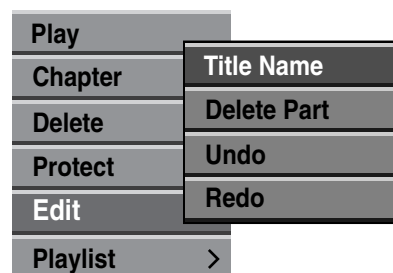 Play
Chapter
Delete
Protect
Edit
Playlist >
Title Name
Delete Part
Undo
Redo